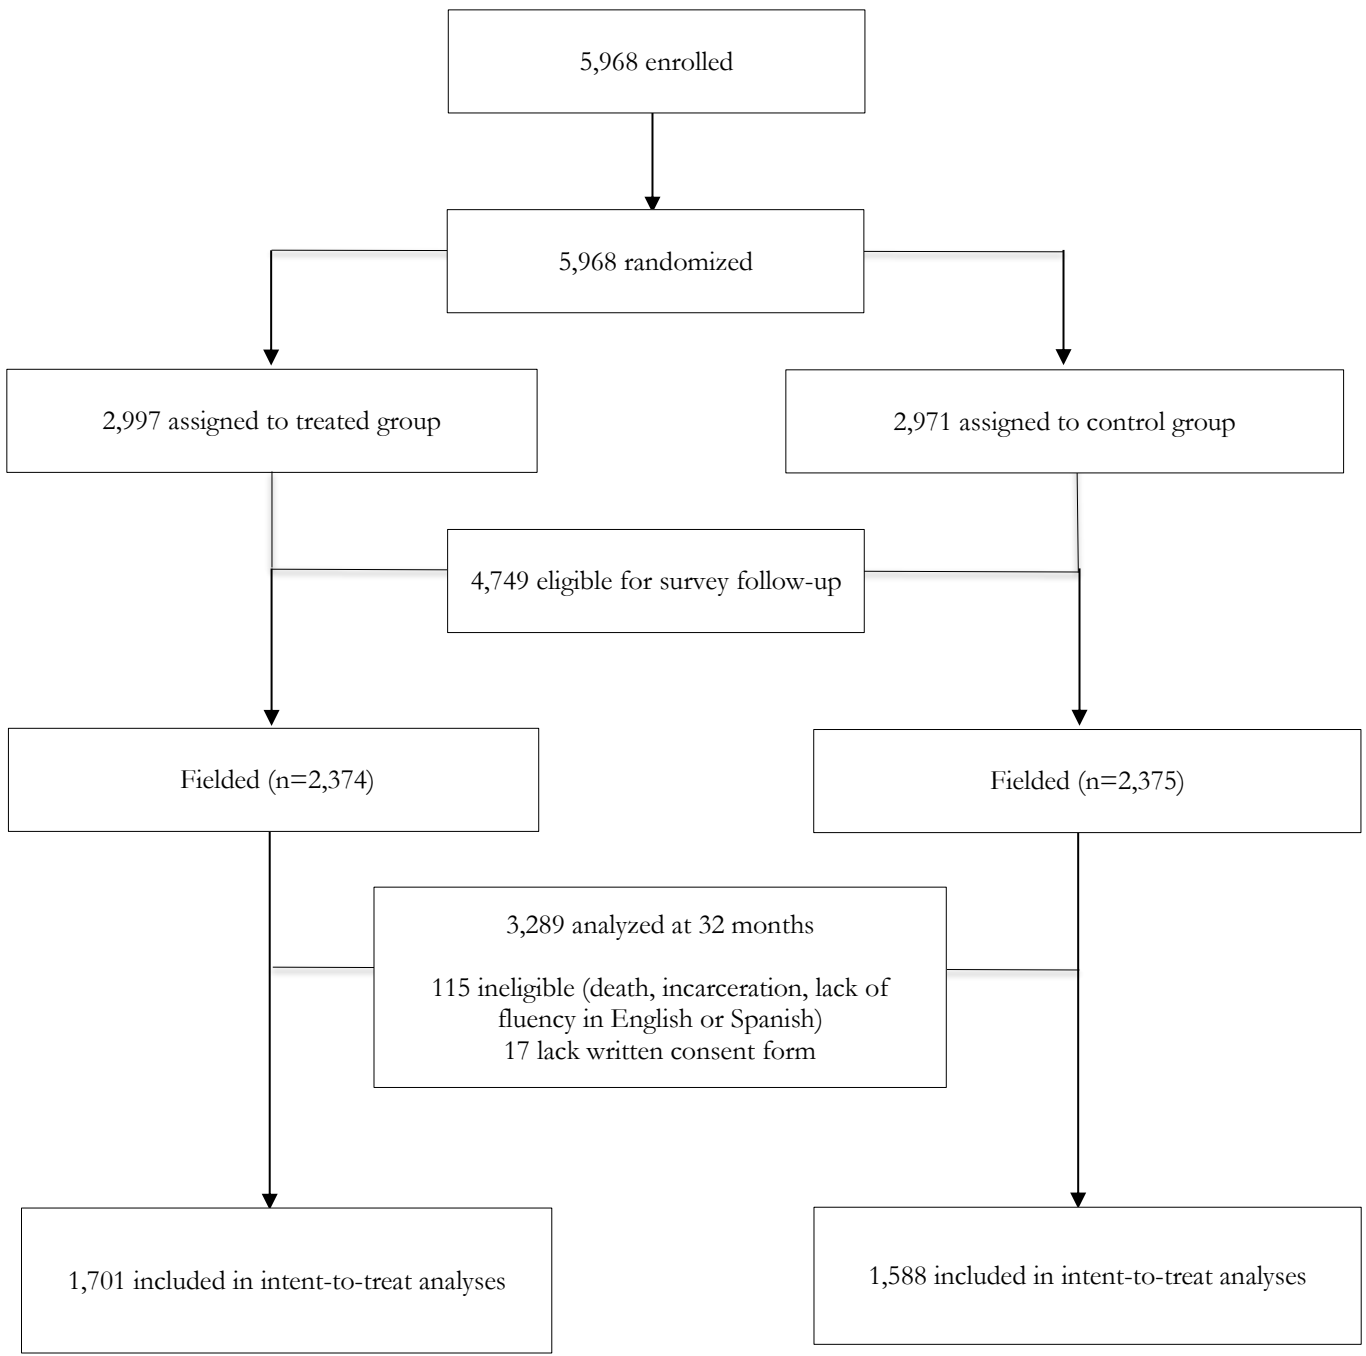 5,968 enrolled
5,968 randomized
2,997 assigned to treated group
2,971 assigned to control group
4,749 eligible for survey follow-up
Fielded (n=2,374)
Fielded (n=2,375)
3,289 analyzed at 32 months
115 ineligible (death, incarceration, lack of
fluency in English or Spanish)
17 lack written consent form
1,701 included in intent-to-treat analyses
1,588 included in intent-to-treat analyses